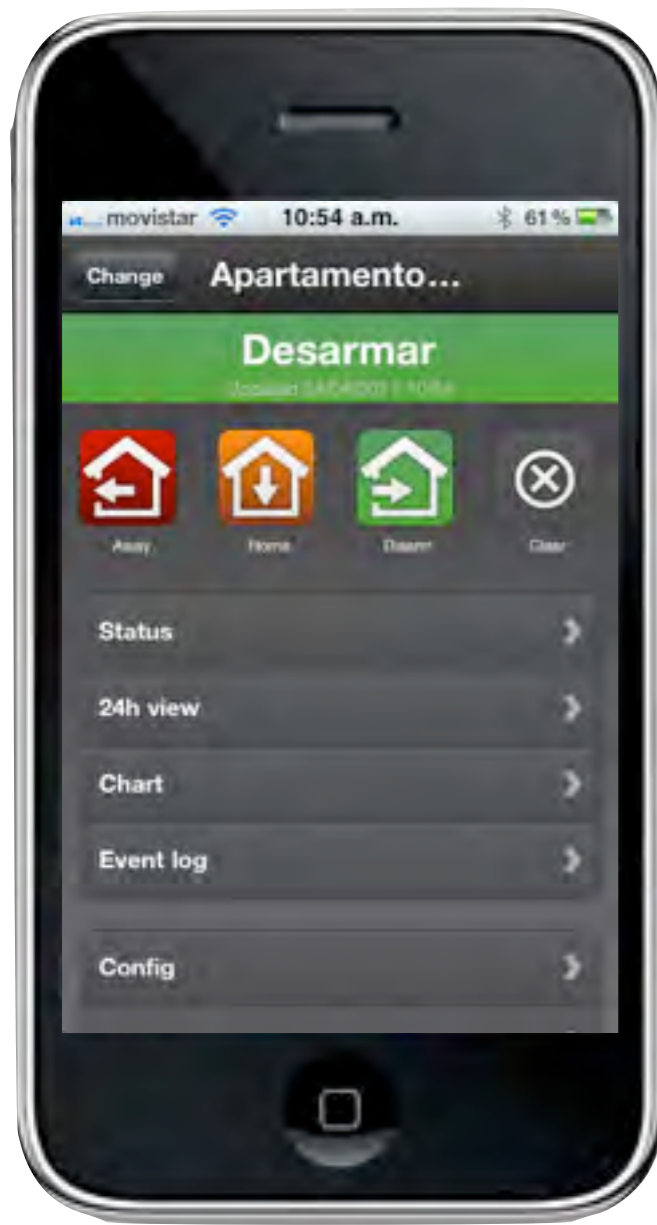 movistar 10:54 a.m. 61%
Change Apartamento...
Desarmar
Away Home Disarm Clear
Status
24h view
Chart
Event log
Config